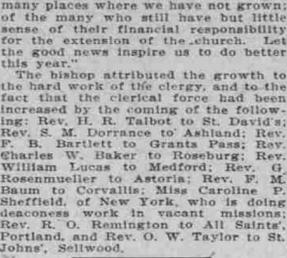 many places where we have not grown;
of the many who still have but little
sense of their financial responsibility
for the extension of the church. Let
the good news inspire us to do better
this year."
The bishop attributed the growth to
the hard work of the clergy, and to the
fact that the clerical force had been
increased by the coming of the follow-
ing: Rev. H. R. Talbot to St. David's;
Rev. S. M. Dorrance to Ashland; Rev.
F. B. Bartlett to Grants Pass; Rev.
Charles W. Baker to Roseburg; Rev.
William Lucas to Medford; Rev. G
Rosenmueller to Astoria; Rev. F. M.
Baum to Corvallis; Miss Caroline P.
Sheffield, of New York, who is doing
deaconess work in vacant missions;
Rev. R. O. Remington to All Saints',
Portland, and Rev. O. W. Taylor to St.
Johns', Sellwood.